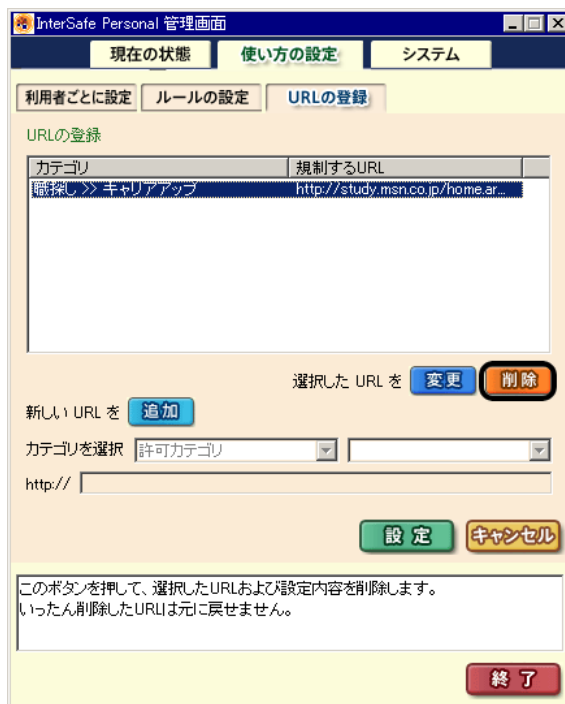 InterSafe Personal 管理画面
現在の状態 使い方の設定 システム
利用者ごとに設定 ルールの設定 URLの登録
URLの登録
カテゴリ 規制するURL
職探し >> キャリアアップ http://study.msn.co.jp/home.ar...
選択した URL を 変更 削除
新しい URL を 追加
カテゴリを選択 許可カテゴリ
http://
設定 キャンセル
このボタンを押して、選択したURLおよび設定内容を削除します。
いったん削除したURLは元に戻せません。
終了